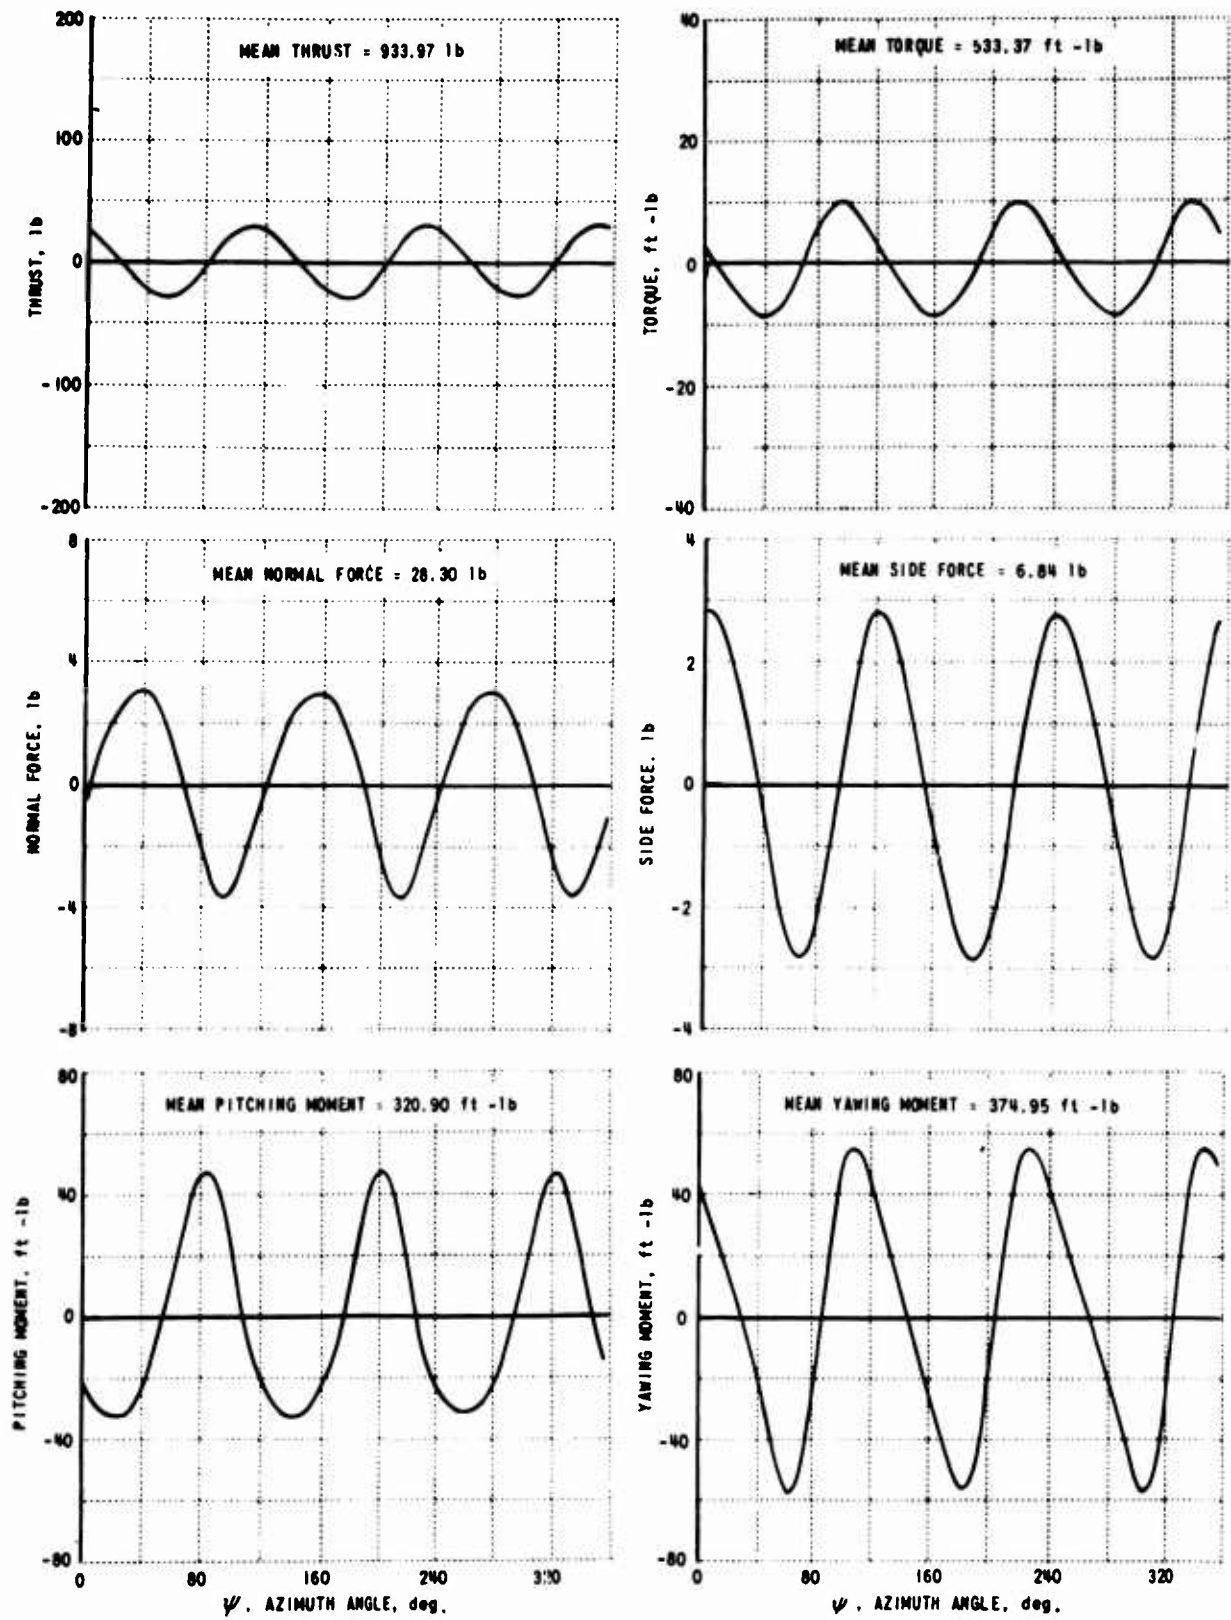 200
MEAN THRUST = 933.97 lb
100
0
-100
-200
THRUST, lb
40
MEAN TORQUE = 533.37 ft -lb
20
0
-20
-40
TORQUE, ft -lb
8
MEAN NORMAL FORCE = 28.30 lb
4
0
-4
-8
NORMAL FORCE. lb
4
MEAN SIDE FORCE = 6.84 lb
2
0
-2
-4
SIDE FORCE. lb
80
MEAN PITCHING MOMENT = 320.90 ft -lb
40
0
-40
-80
PITCHING MOMENT, ft -lb
0 80 160 240 320
ψ. AZIMUTH ANGLE, deg.
80
MEAN YAWING MOMENT = 374.95 ft -lb
40
0
-40
-80
YAWING MOMENT, ft -lb
0 80 160 240 320
ψ. AZIMUTH ANGLE, deg.